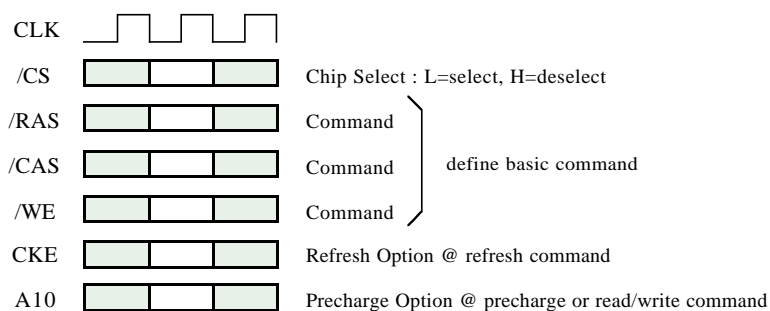 CLK
/CS Chip Select : L=select, H=deselect
/RAS Command
/CAS Command define basic command
/WE Command
CKE Refresh Option @ refresh command
A10 Precharge Option @ precharge or read/write command